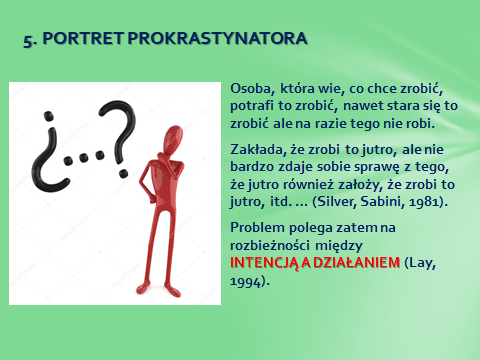 5. PORTRET PROKRASTYNATORA
¿...?
Osoba, która wie, co chce zrobić,
potrafi to zrobić, nawet stara się to
zrobić ale na razie tego nie robi.
Zakłada, że zrobi to jutro, ale nie
bardzo zdaje sobie sprawę z tego,
że jutro również założy, że zrobi to
jutro, itd. ... (Silver, Sabini, 1981).
Problem polega zatem na
rozbieżności między
INTENCJĄ A DZIAŁANIEM (Lay,
1994).